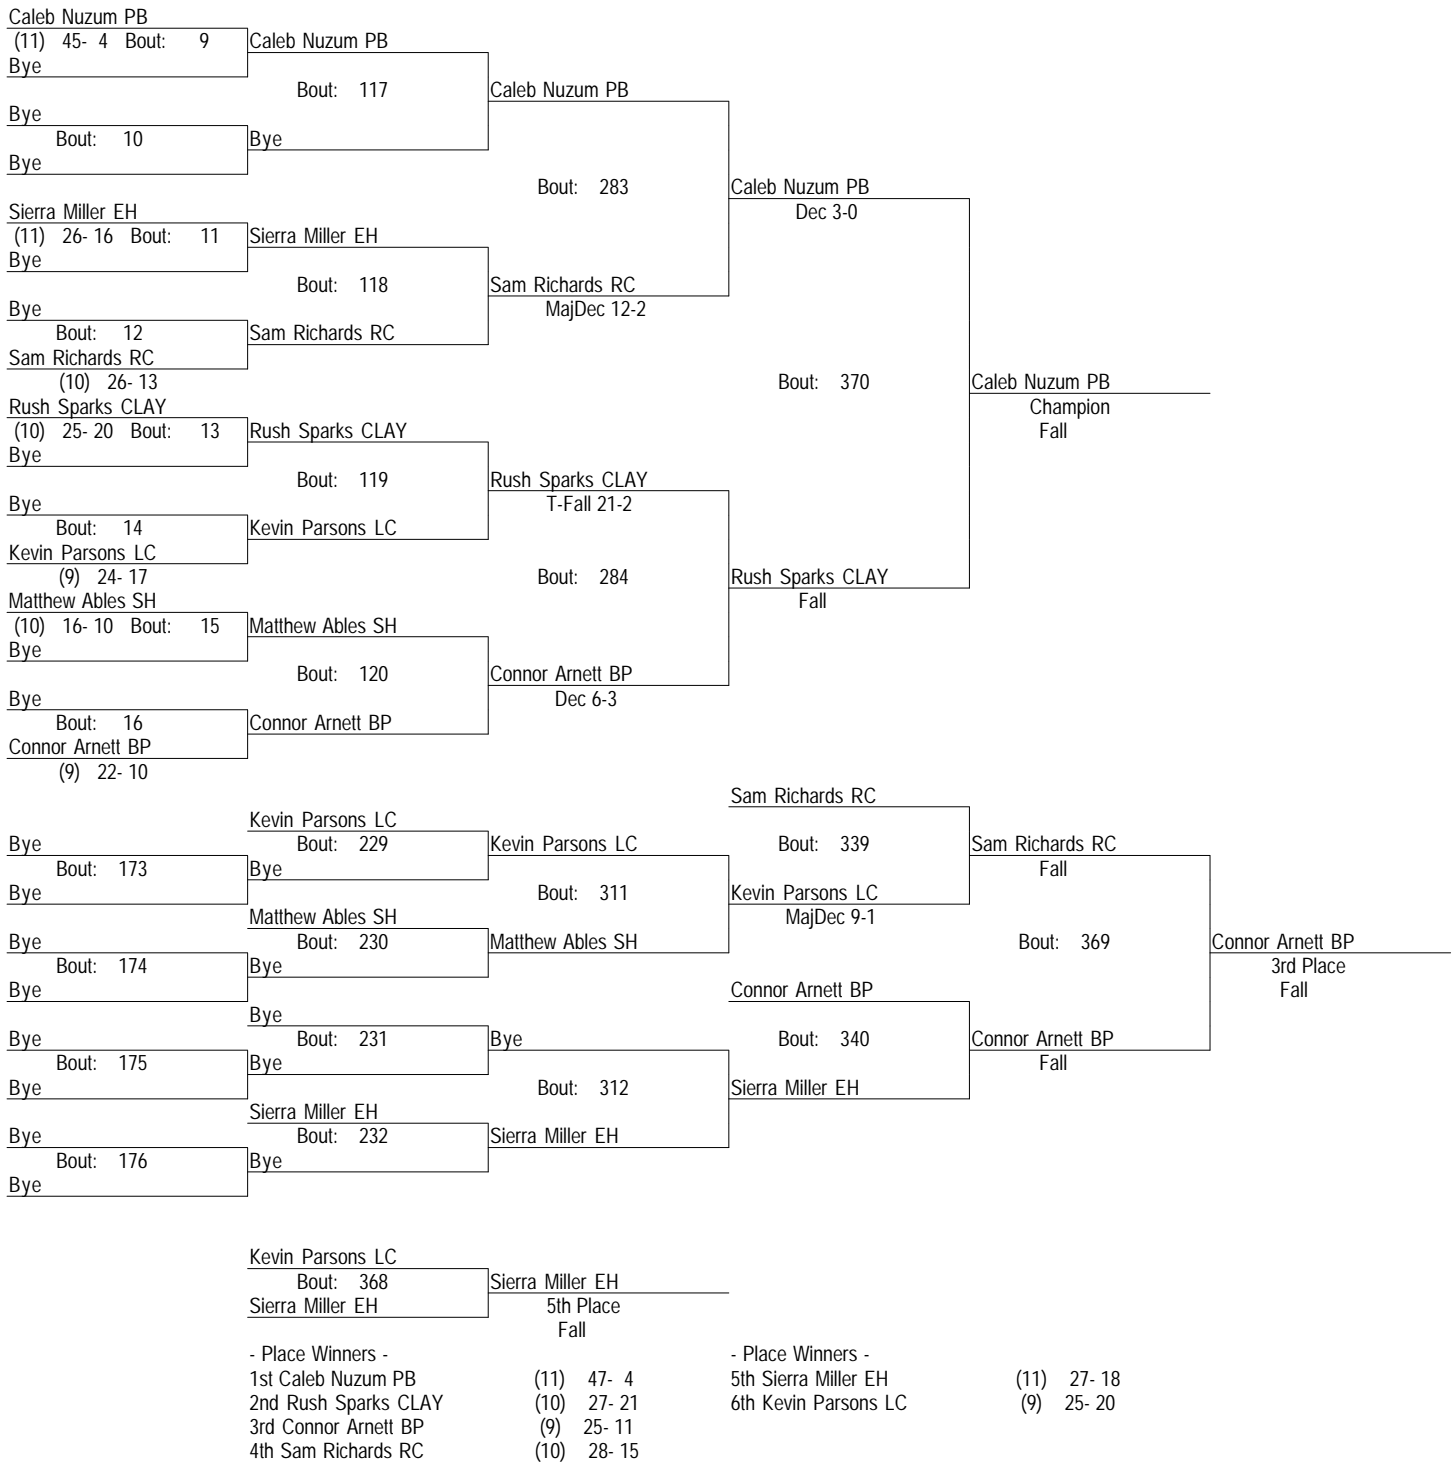 Caleb Nuzum PB
(11) 45- 4 Bout: 9 Caleb Nuzum PB
Bye
Bout: 117 Caleb Nuzum PB
Bye
Bout: 10 Bye
Bye
Bout: 283 Caleb Nuzum PB
Dec 3-0
Sierra Miller EH
(11) 26- 16 Bout: 11 Sierra Miller EH
Bye
Bout: 118 Sam Richards RC
Bye MajDec 12-2
Bout: 12 Sam Richards RC
Sam Richards RC
(10) 26- 13 Bout: 370 Caleb Nuzum PB
Rush Sparks CLAY Champion
(10) 25- 20 Bout: 13 Rush Sparks CLAY Fall
Bye
Bout: 119 Rush Sparks CLAY
Bye T-Fall 21-2
Bout: 14 Kevin Parsons LC
Kevin Parsons LC
(9) 24- 17 Bout: 284 Rush Sparks CLAY
Matthew Ables SH Fall
(10) 16- 10 Bout: 15 Matthew Ables SH
Bye
Bout: 120 Connor Arnett BP
Bye Dec 6-3
Bout: 16 Connor Arnett BP
Connor Arnett BP
(9) 22- 10
Sam Richards RC
Kevin Parsons LC
Bye Bout: 229 Kevin Parsons LC Bout: 339 Sam Richards RC
Bout: 173 Bye Fall
Bye Bout: 311 Kevin Parsons LC
Matthew Ables SH MajDec 9-1
Bye Bout: 230 Matthew Ables SH Bout: 369 Connor Arnett BP
Bout: 174 Bye 3rd Place
Bye Connor Arnett BP Fall
Bye
Bye Bout: 231 Bye Bout: 340 Connor Arnett BP
Bout: 175 Bye Fall
Bye Bout: 312 Sierra Miller EH
Sierra Miller EH
Bye Bout: 232 Sierra Miller EH
Bout: 176 Bye
Bye
Kevin Parsons LC
Bout: 368 Sierra Miller EH
Sierra Miller EH 5th Place
Fall
- Place Winners - - Place Winners -
1st Caleb Nuzum PB (11) 47- 4 5th Sierra Miller EH (11) 27- 18
2nd Rush Sparks CLAY (10) 27- 21 6th Kevin Parsons LC (9) 25- 20
3rd Connor Arnett BP (9) 25- 11
4th Sam Richards RC (10) 28- 15